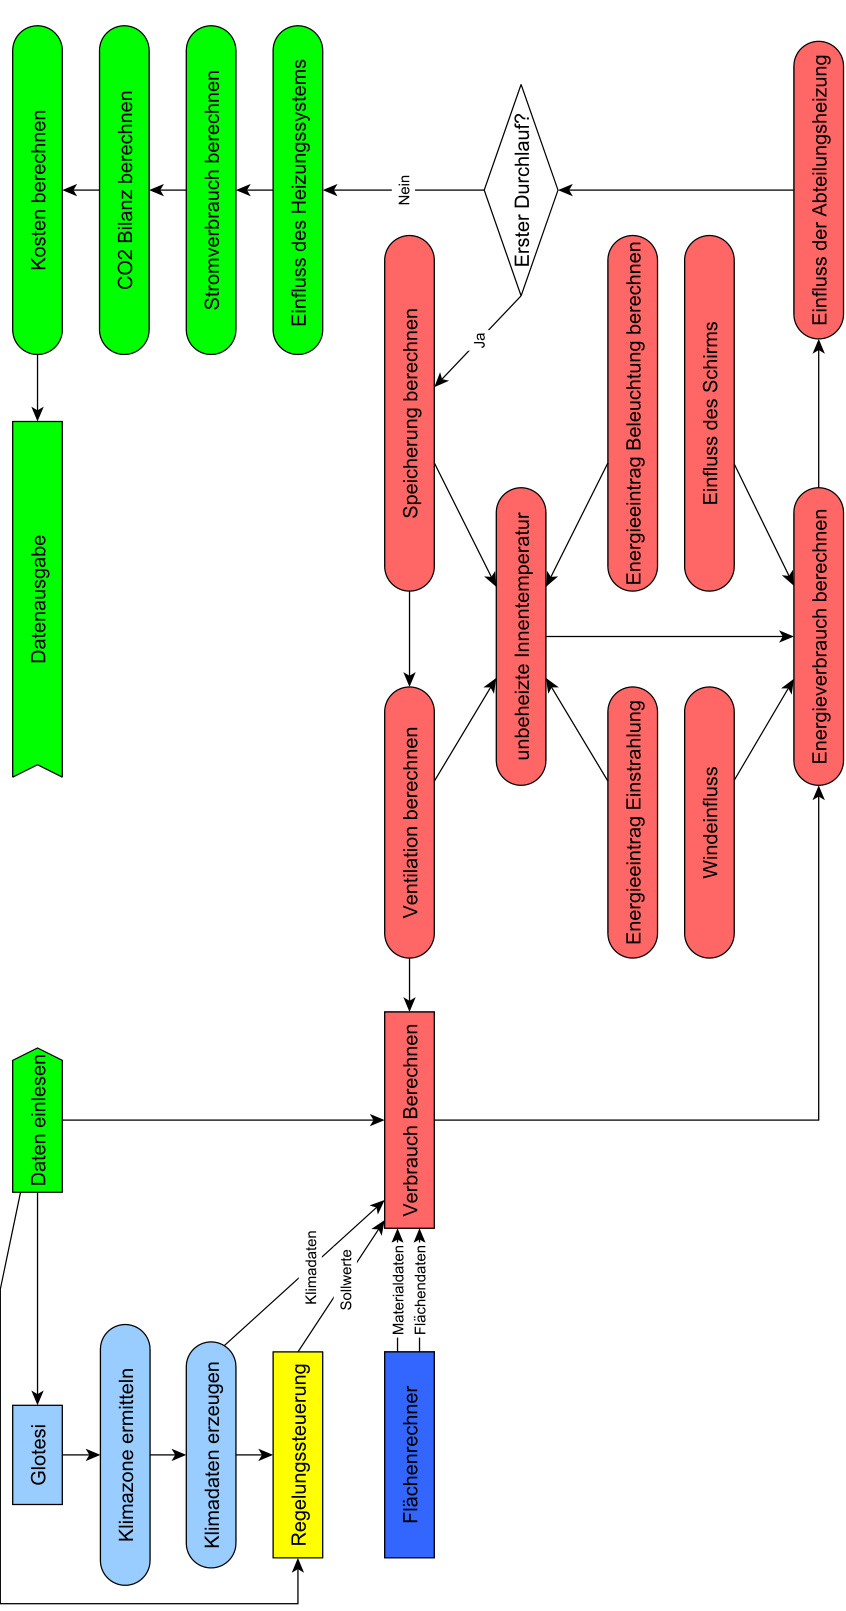 Glotesi
Daten einlesen
Datenausgabe
Kosten berechnen
Klimazone ermitteln
CO2 Bilanz berechnen
Klimadaten erzeugen
Stromverbrauch berechnen
Regelungssteuerung
Klimadaten
Sollwerte
Einfluss des Heizungssystems
Nein
Flächenrechner
Materialdaten
Flächendaten
Verbrauch Berechnen
Ventilation berechnen
Speicherung berechnen
Ja
Erster Durchlauf?
unbeheizte Innentemperatur
Energieeintrag Einstrahlung
Energieeintrag Beleuchtung berechnen
Windeinfluss
Einfluss des Schirms
Energieverbrauch berechnen
Einfluss der Abteilungsheizung